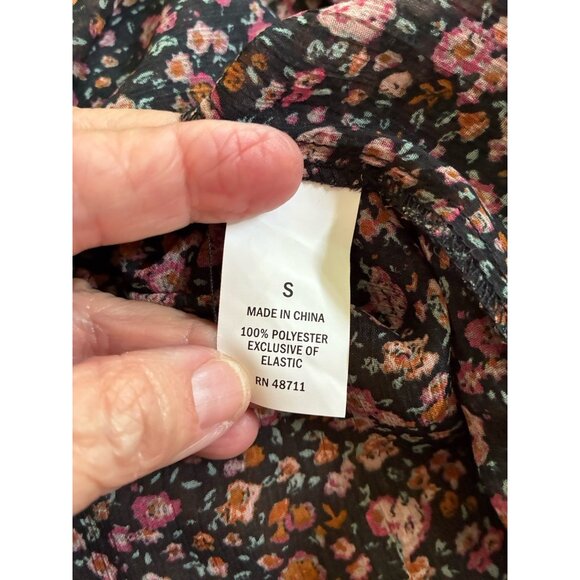 S
MADE IN CHINA
100% POLYESTER
EXCLUSIVE OF
ELASTIC
RN 48711